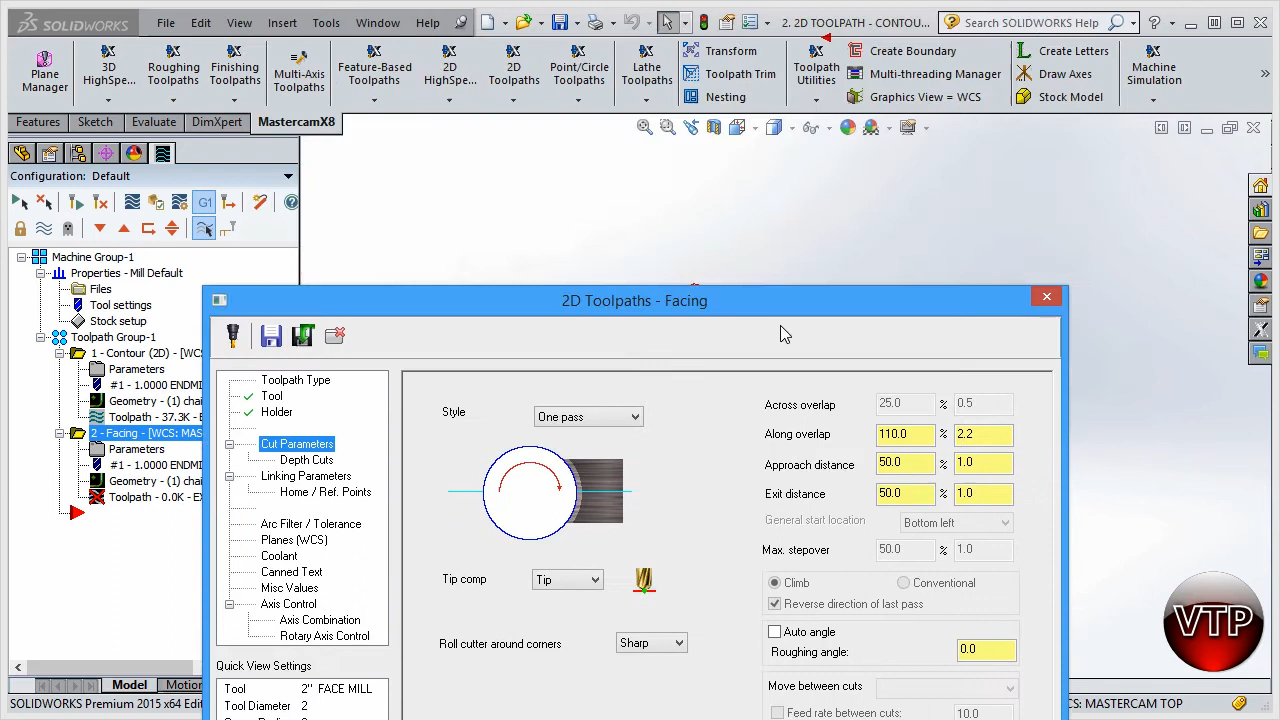 SOLIDWORKS
File Edit View Insert Tools Window Help
2. 2D TOOLPATH - CONTOU...
Search SOLIDWORKS Help
Plane Manager
3D HighSpe...
Roughing Toolpaths
Finishing Toolpaths
Multi-Axis Toolpaths
Feature-Based Toolpaths
2D HighSpe...
2D Toolpaths
Point/Circle Toolpaths
Lathe Toolpaths
Transform
Toolpath Trim
Nesting
Toolpath Utilities
Create Boundary
Multi-threading Manager
Graphics View = WCS
Create Letters
Draw Axes
Stock Model
Machine Simulation
Features Sketch Evaluate DimXpert MastercamX8
Configuration: Default
G1
Machine Group-1
Properties - Mill Default
Files
Tool settings
Stock setup
Toolpath Group-1
1 - Contour (2D) - [WCS
Parameters
#1 - 1.0000 ENDM
Geometry - (1) chai
Toolpath - 37.3K - E
2 - Facing - [WCS: MAS
Parameters
#1 - 1.0000 ENDM
Geometry - (1) chai
Toolpath - 0.0K - E
Model Motion
SOLIDWORKS Premium 2015 x64 Edi
2D Toolpaths - Facing
Toolpath Type
Tool
Holder
Cut Parameters
Depth Cuts
Linking Parameters
Home / Ref. Points
Arc Filter / Tolerance
Planes (WCS)
Coolant
Canned Text
Misc Values
Axis Control
Axis Combination
Rotary Axis Control
Quick View Settings
Tool 2" FACE MILL
Tool Diameter 2
Style One pass
Tip comp Tip
Roll cutter around corners Sharp
Across overlap 25.0 % 0.5
Along overlap 110.0 % 2.2
Approach distance 50.0 % 1.0
Exit distance 50.0 % 1.0
General start location Bottom left
Max. stepover 50.0 % 1.0
Climb Conventional
Reverse direction of last pass
Auto angle
Roughing angle: 0.0
Move between cuts
Feed rate between cuts: 10.0
VTP
CS: MASTERCAM TOP